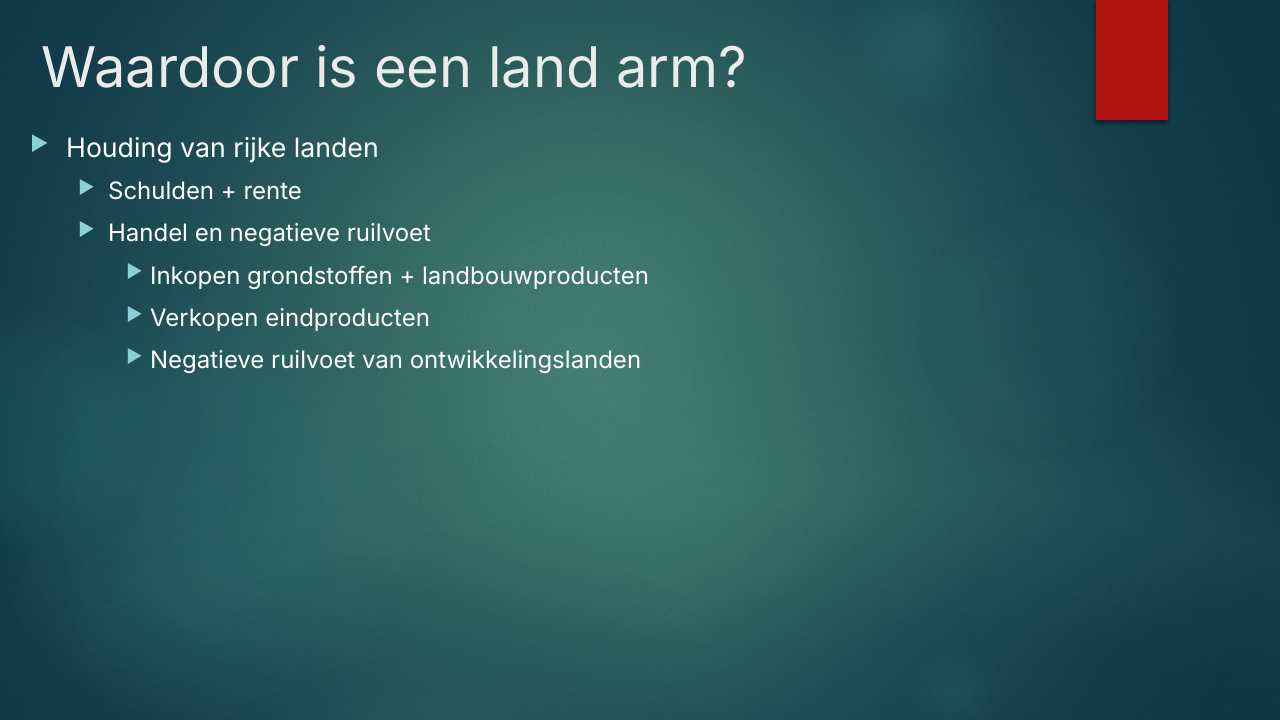 Waardoor is een land arm?
Houding van rijke landen
Schulden + rente
Handel en negatieve ruilvoet
Inkopen grondstoffen + landbouwproducten
Verkopen eindproducten
Negatieve ruilvoet van ontwikkelingslanden